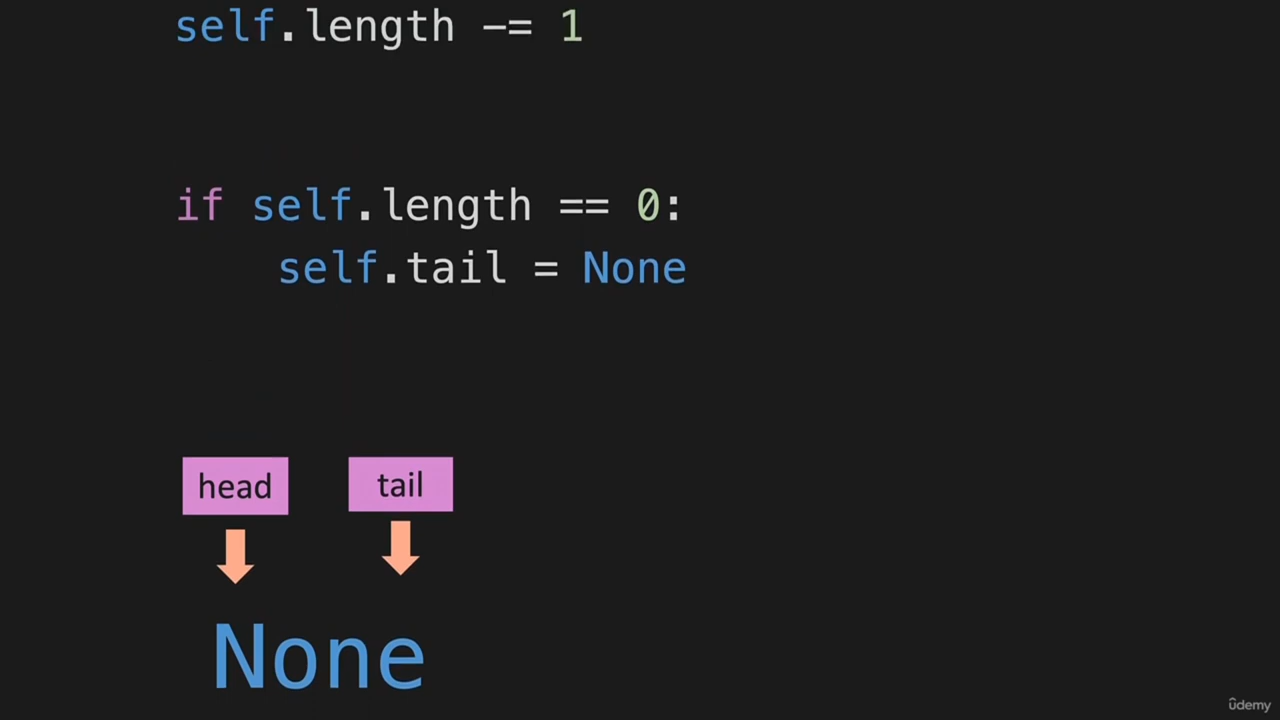 self.length -= 1
if self.length == 0:
    self.tail = None
head tail
None
ûdemy